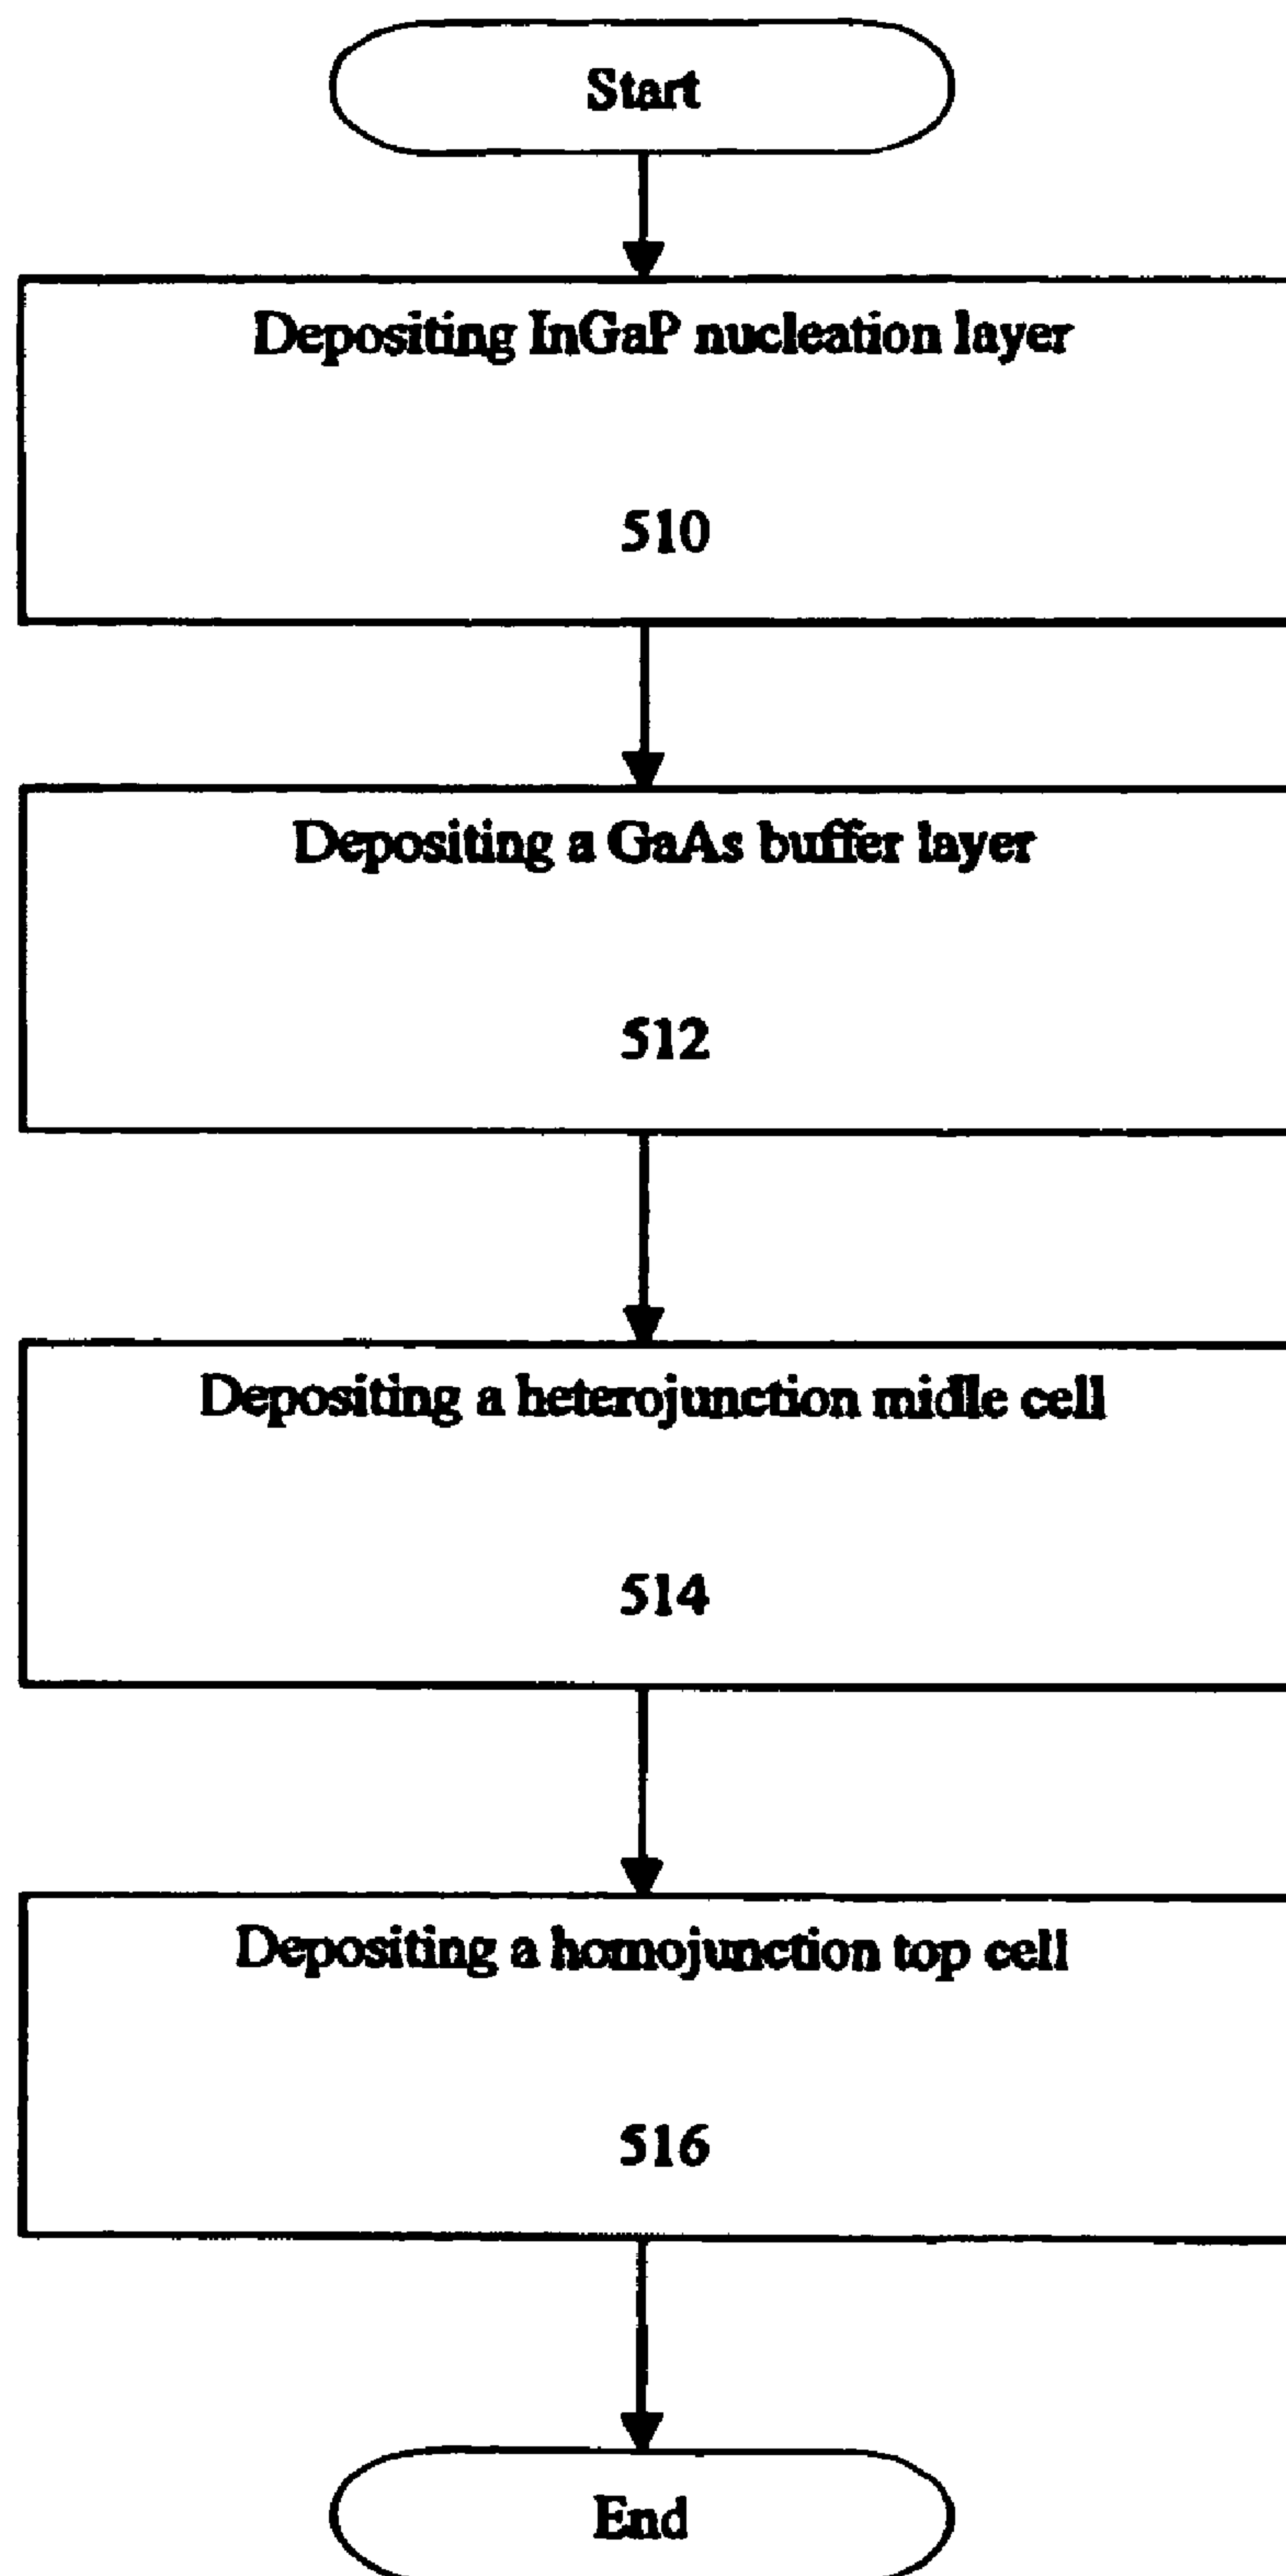 Start
Depositing InGaP nucleation layer
510
Depositing a GaAs buffer layer
512
Depositing a heterojunction midle cell
514
Depositing a homojunction top cell
516
End